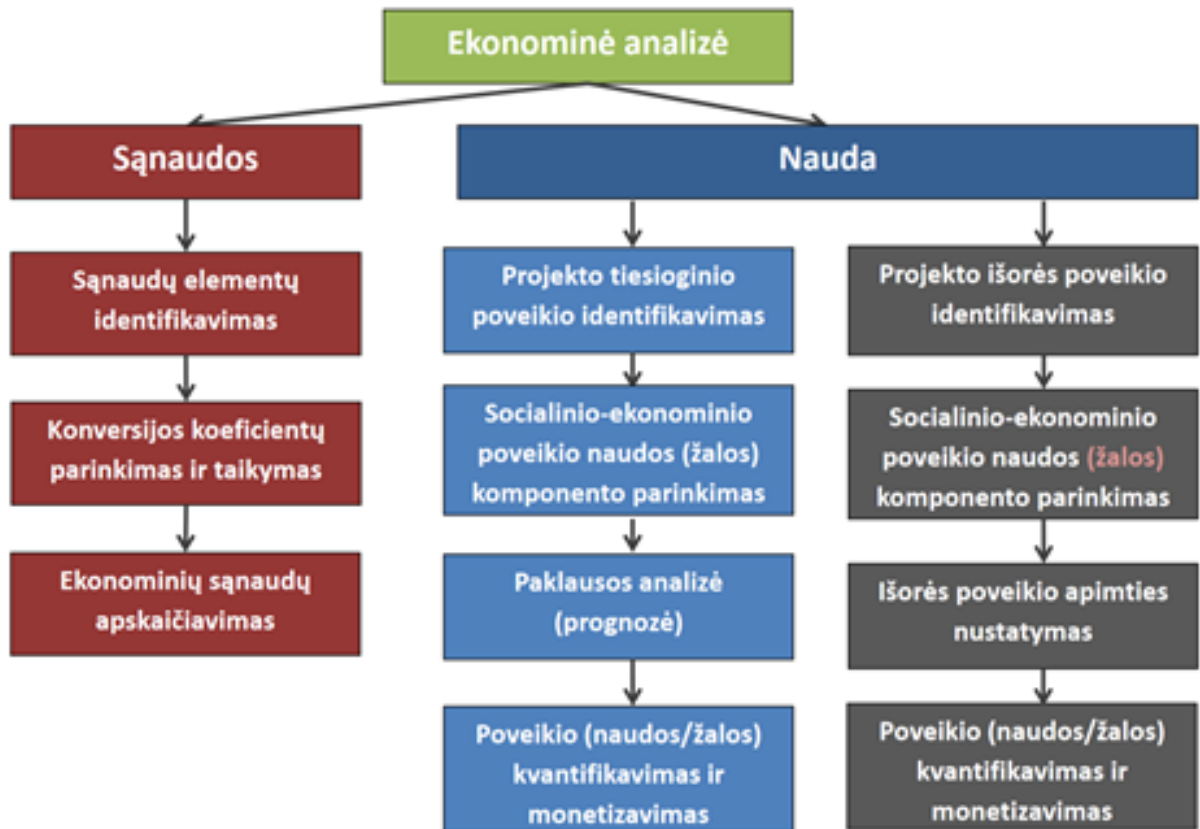 Ekonominė analizė
Sąnaudos
Nauda
Sąnaudų elementų
identifikavimas
Konversijos koeficientų
parinkimas ir taikymas
Ekonominių sąnaudų
apskaičiavimas
Projekto tiesioginio
poveikio identifikavimas
Socialinio-ekonominio
poveikio naudos (žalos)
komponento parinkimas
Paklausos analizė
(prognozė)
Poveikio (naudos/žalos)
kvantifikavimas ir
monetizavimas
Projekto išorės poveikio
identifikavimas
Socialinio-ekonominio
poveikio naudos (žalos)
komponento parinkimas
Išorės poveikio apimties
nustatymas
Poveikio (naudos/žalos)
kvantifikavimas ir
monetizavimas